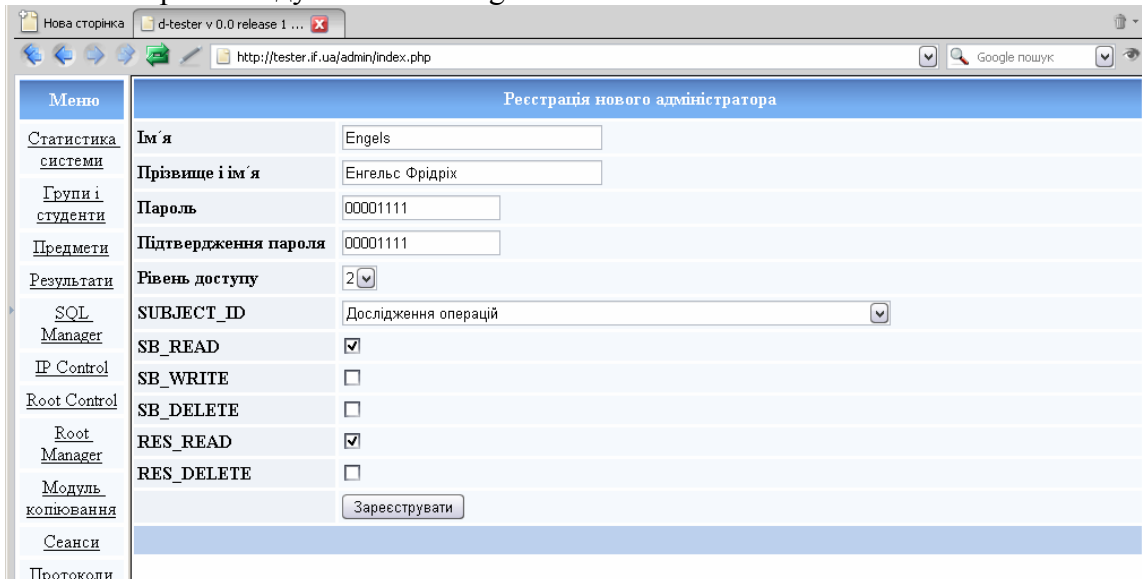 Нова сторінка
d-tester v 0.0 release 1 ...
http://tester.if.ua/admin/index.php
Google пошук
Меню
Реєстрація нового адміністратора
Статистика
системи
Групи і
студенти
Предмети
Результати
SQL
Manager
IP Control
Root Control
Root
Manager
Модуль
копіювання
Сеанси
Протоколи
Ім´я Engels
Прізвище і ім´я Енгельс Фрідріх
Пароль 00001111
Підтвердження пароля 00001111
Рівень доступу 2
SUBJECT_ID Дослідження операцій
SB_READ
SB_WRITE
SB_DELETE
RES_READ
RES_DELETE
Зареєструвати